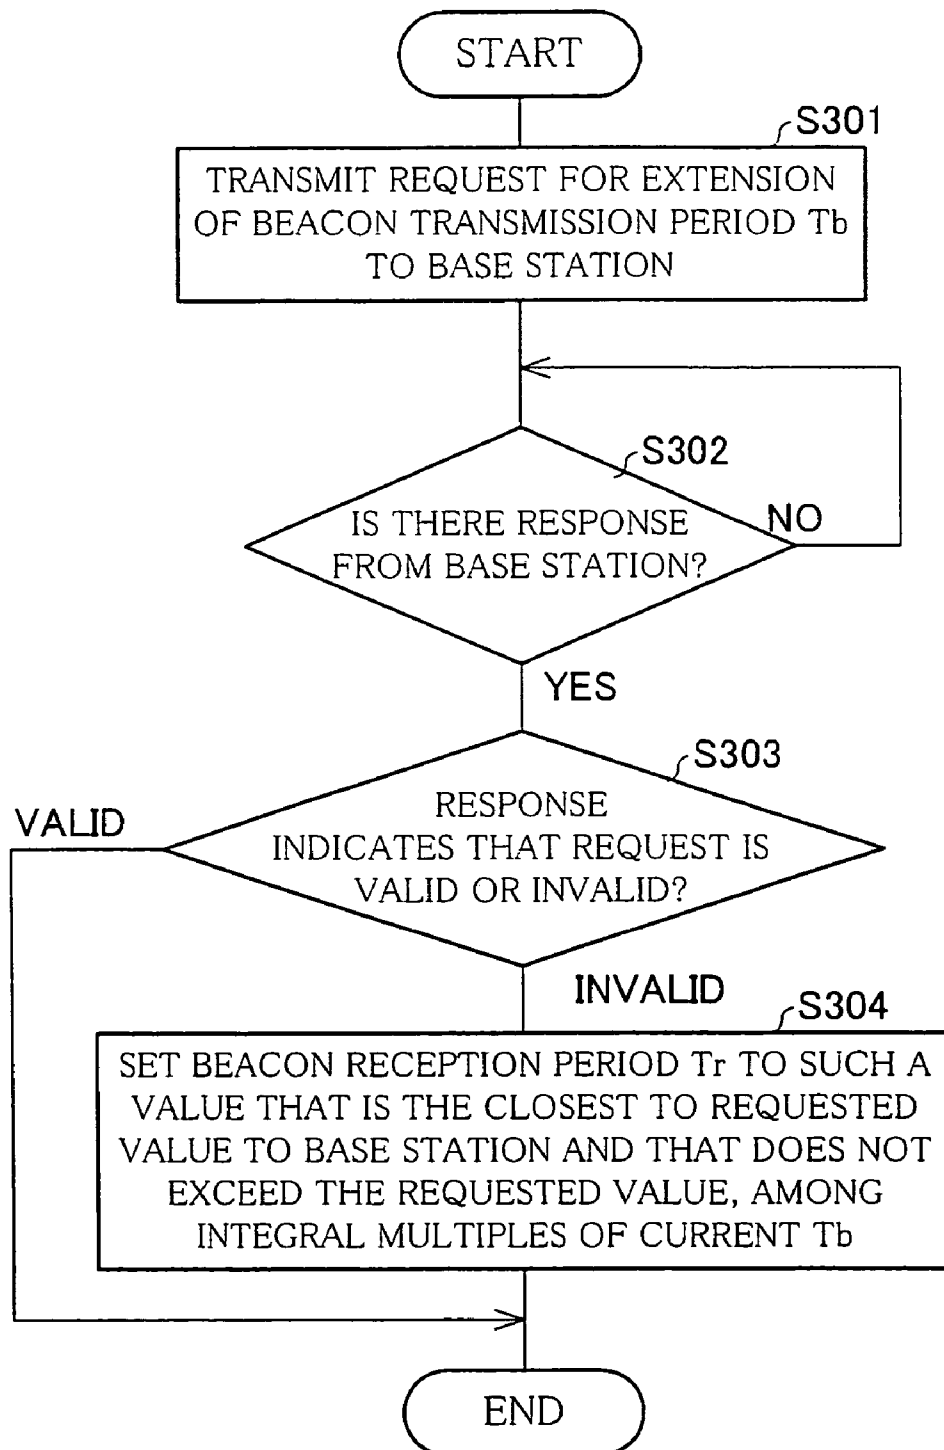 START
S301
TRANSMIT REQUEST FOR EXTENSION
OF BEACON TRANSMISSION PERIOD Tb
TO BASE STATION
S302
IS THERE RESPONSE
FROM BASE STATION?
NO
YES
S303
RESPONSE
INDICATES THAT REQUEST IS
VALID OR INVALID?
VALID
INVALID
S304
SET BEACON RECEPTION PERIOD Tr TO SUCH A
VALUE THAT IS THE CLOSEST TO REQUESTED
VALUE TO BASE STATION AND THAT DOES NOT
EXCEED THE REQUESTED VALUE, AMONG
INTEGRAL MULTIPLES OF CURRENT Tb
END